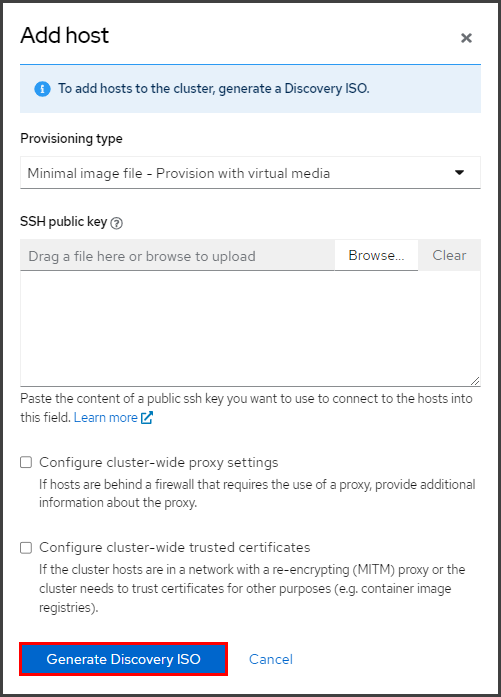 Add host
To add hosts to the cluster, generate a Discovery ISO.
Provisioning type
Minimal image file - Provision with virtual media
SSH public key
Drag a file here or browse to upload Browse... Clear
Paste the content of a public ssh key you want to use to connect to the hosts into
this field. Learn more
Configure cluster-wide proxy settings
If hosts are behind a firewall that requires the use of a proxy, provide additional
information about the proxy.
Configure cluster-wide trusted certificates
If the cluster hosts are in a network with a re-encrypting (MITM) proxy or the
cluster needs to trust certificates for other purposes (e.g. container image
registries).
Generate Discovery ISO Cancel